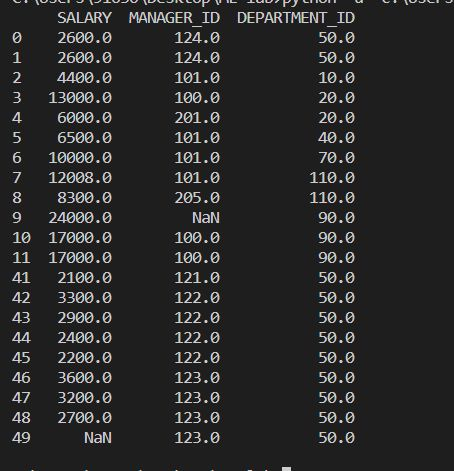 SALARY MANAGER_ID DEPARTMENT_ID
0 2600.0 124.0 50.0
1 2600.0 124.0 50.0
2 4400.0 101.0 10.0
3 13000.0 100.0 20.0
4 6000.0 201.0 20.0
5 6500.0 101.0 40.0
6 10000.0 101.0 70.0
7 12008.0 101.0 110.0
8 8300.0 205.0 110.0
9 24000.0 NaN 90.0
10 17000.0 100.0 90.0
11 17000.0 100.0 90.0
41 2100.0 121.0 50.0
42 3300.0 122.0 50.0
43 2900.0 122.0 50.0
44 2400.0 122.0 50.0
45 2200.0 122.0 50.0
46 3600.0 123.0 50.0
47 3200.0 123.0 50.0
48 2700.0 123.0 50.0
49 NaN 123.0 50.0